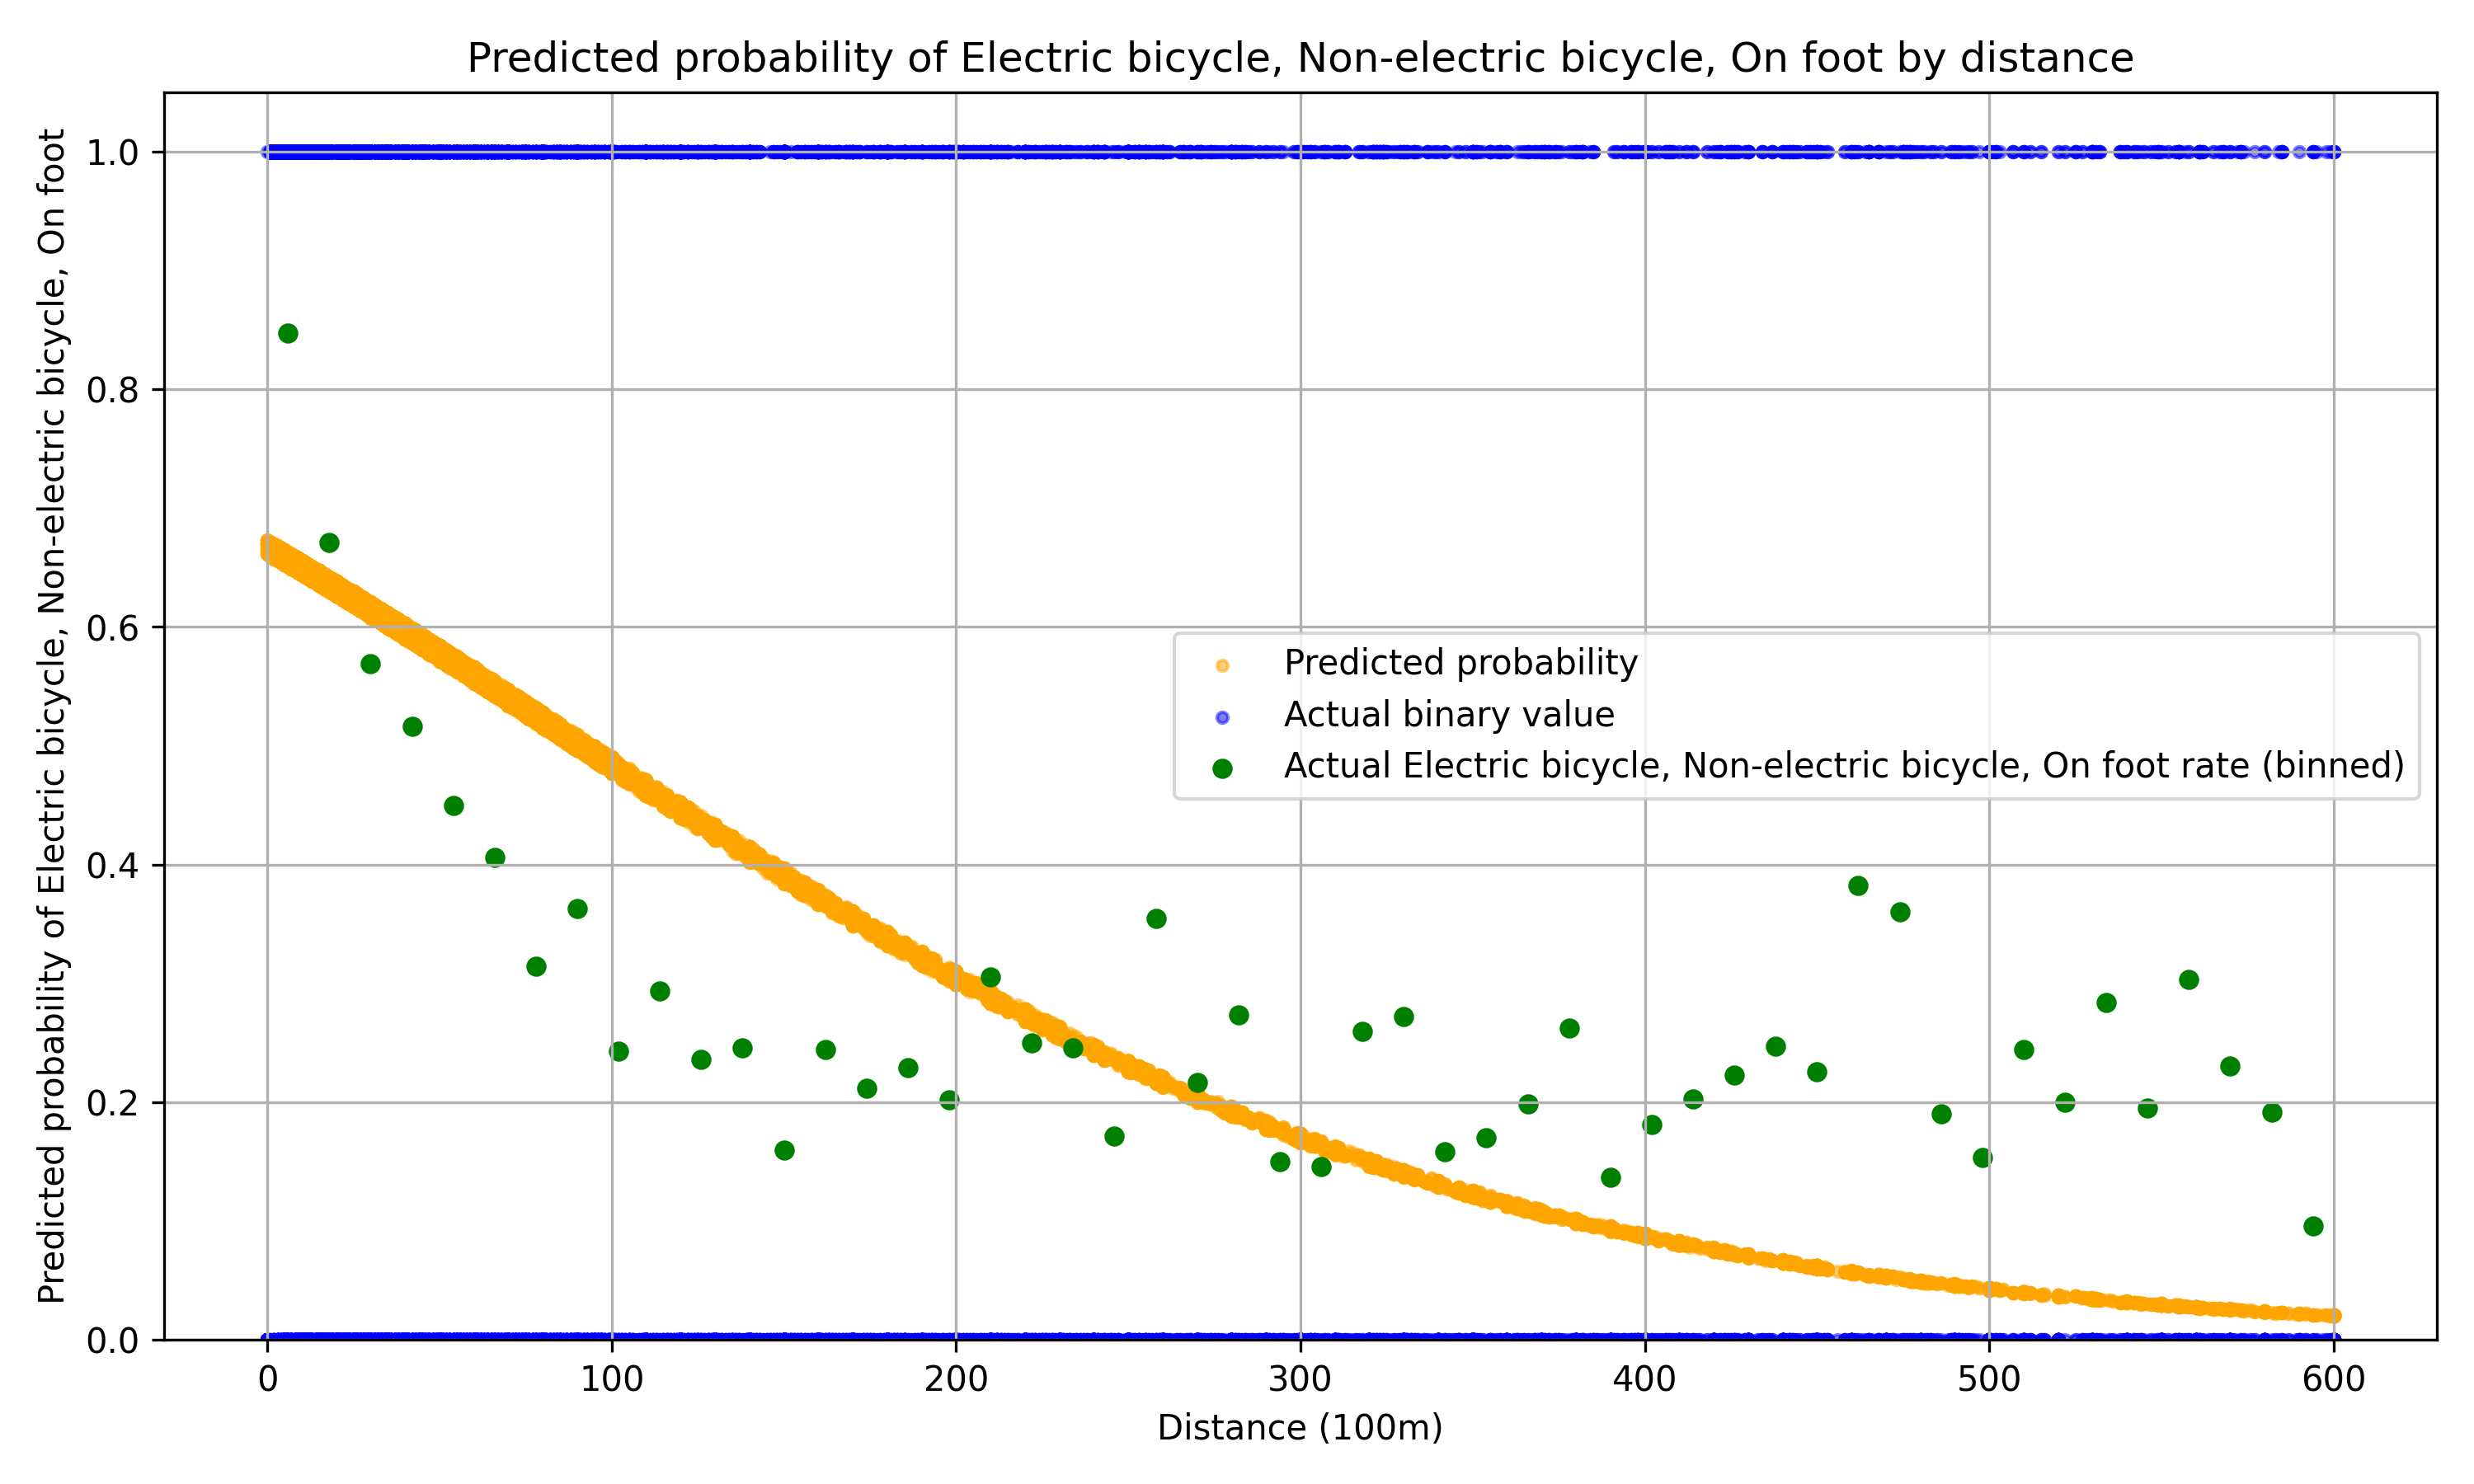 Predicted probability of Electric bicycle, Non-electric bicycle, On foot by distance
Predicted probability of Electric bicycle, Non-electric bicycle, On foot
1.0
0.8
0.6
0.4
0.2
0.0
Predicted probability
Actual binary value
Actual Electric bicycle, Non-electric bicycle, On foot rate (binned)
0 100 200 300 400 500 600
Distance (100m)